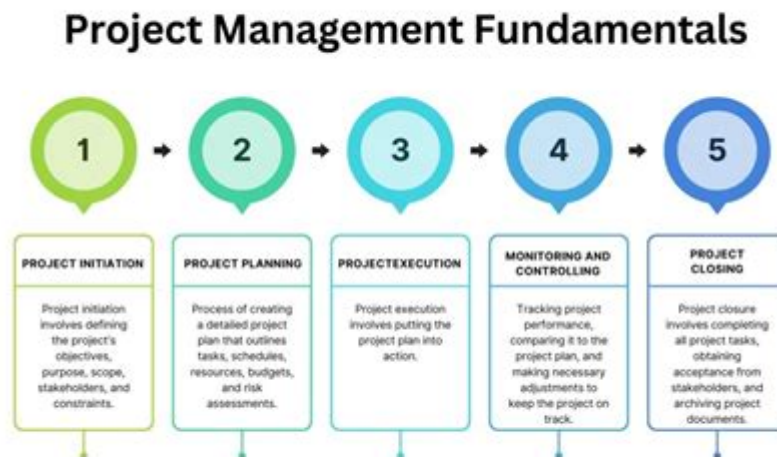 Project Management Fundamentals
1
2
3
4
5
PROJECT INITIATION
Project initiation
involves defining
the project's
objectives,
purpose, scope,
stakeholders, and
constraints.
PROJECT PLANNING
Process of creating
a detailed project
plan that outlines
tasks, schedules,
resources, budgets,
and risk
assessments.
PROJECTEXECUTION
Project execution
involves putting the
project plan into
action.
MONITORING AND
CONTROLLING
Tracking project
performance,
comparing it to the
project plan, and
making necessary
adjustments to
keep the project on
track.
PROJECT
CLOSING
Project closure
involves completing
all project tasks,
obtaining
acceptance from
stakeholders, and
archiving project
documents.